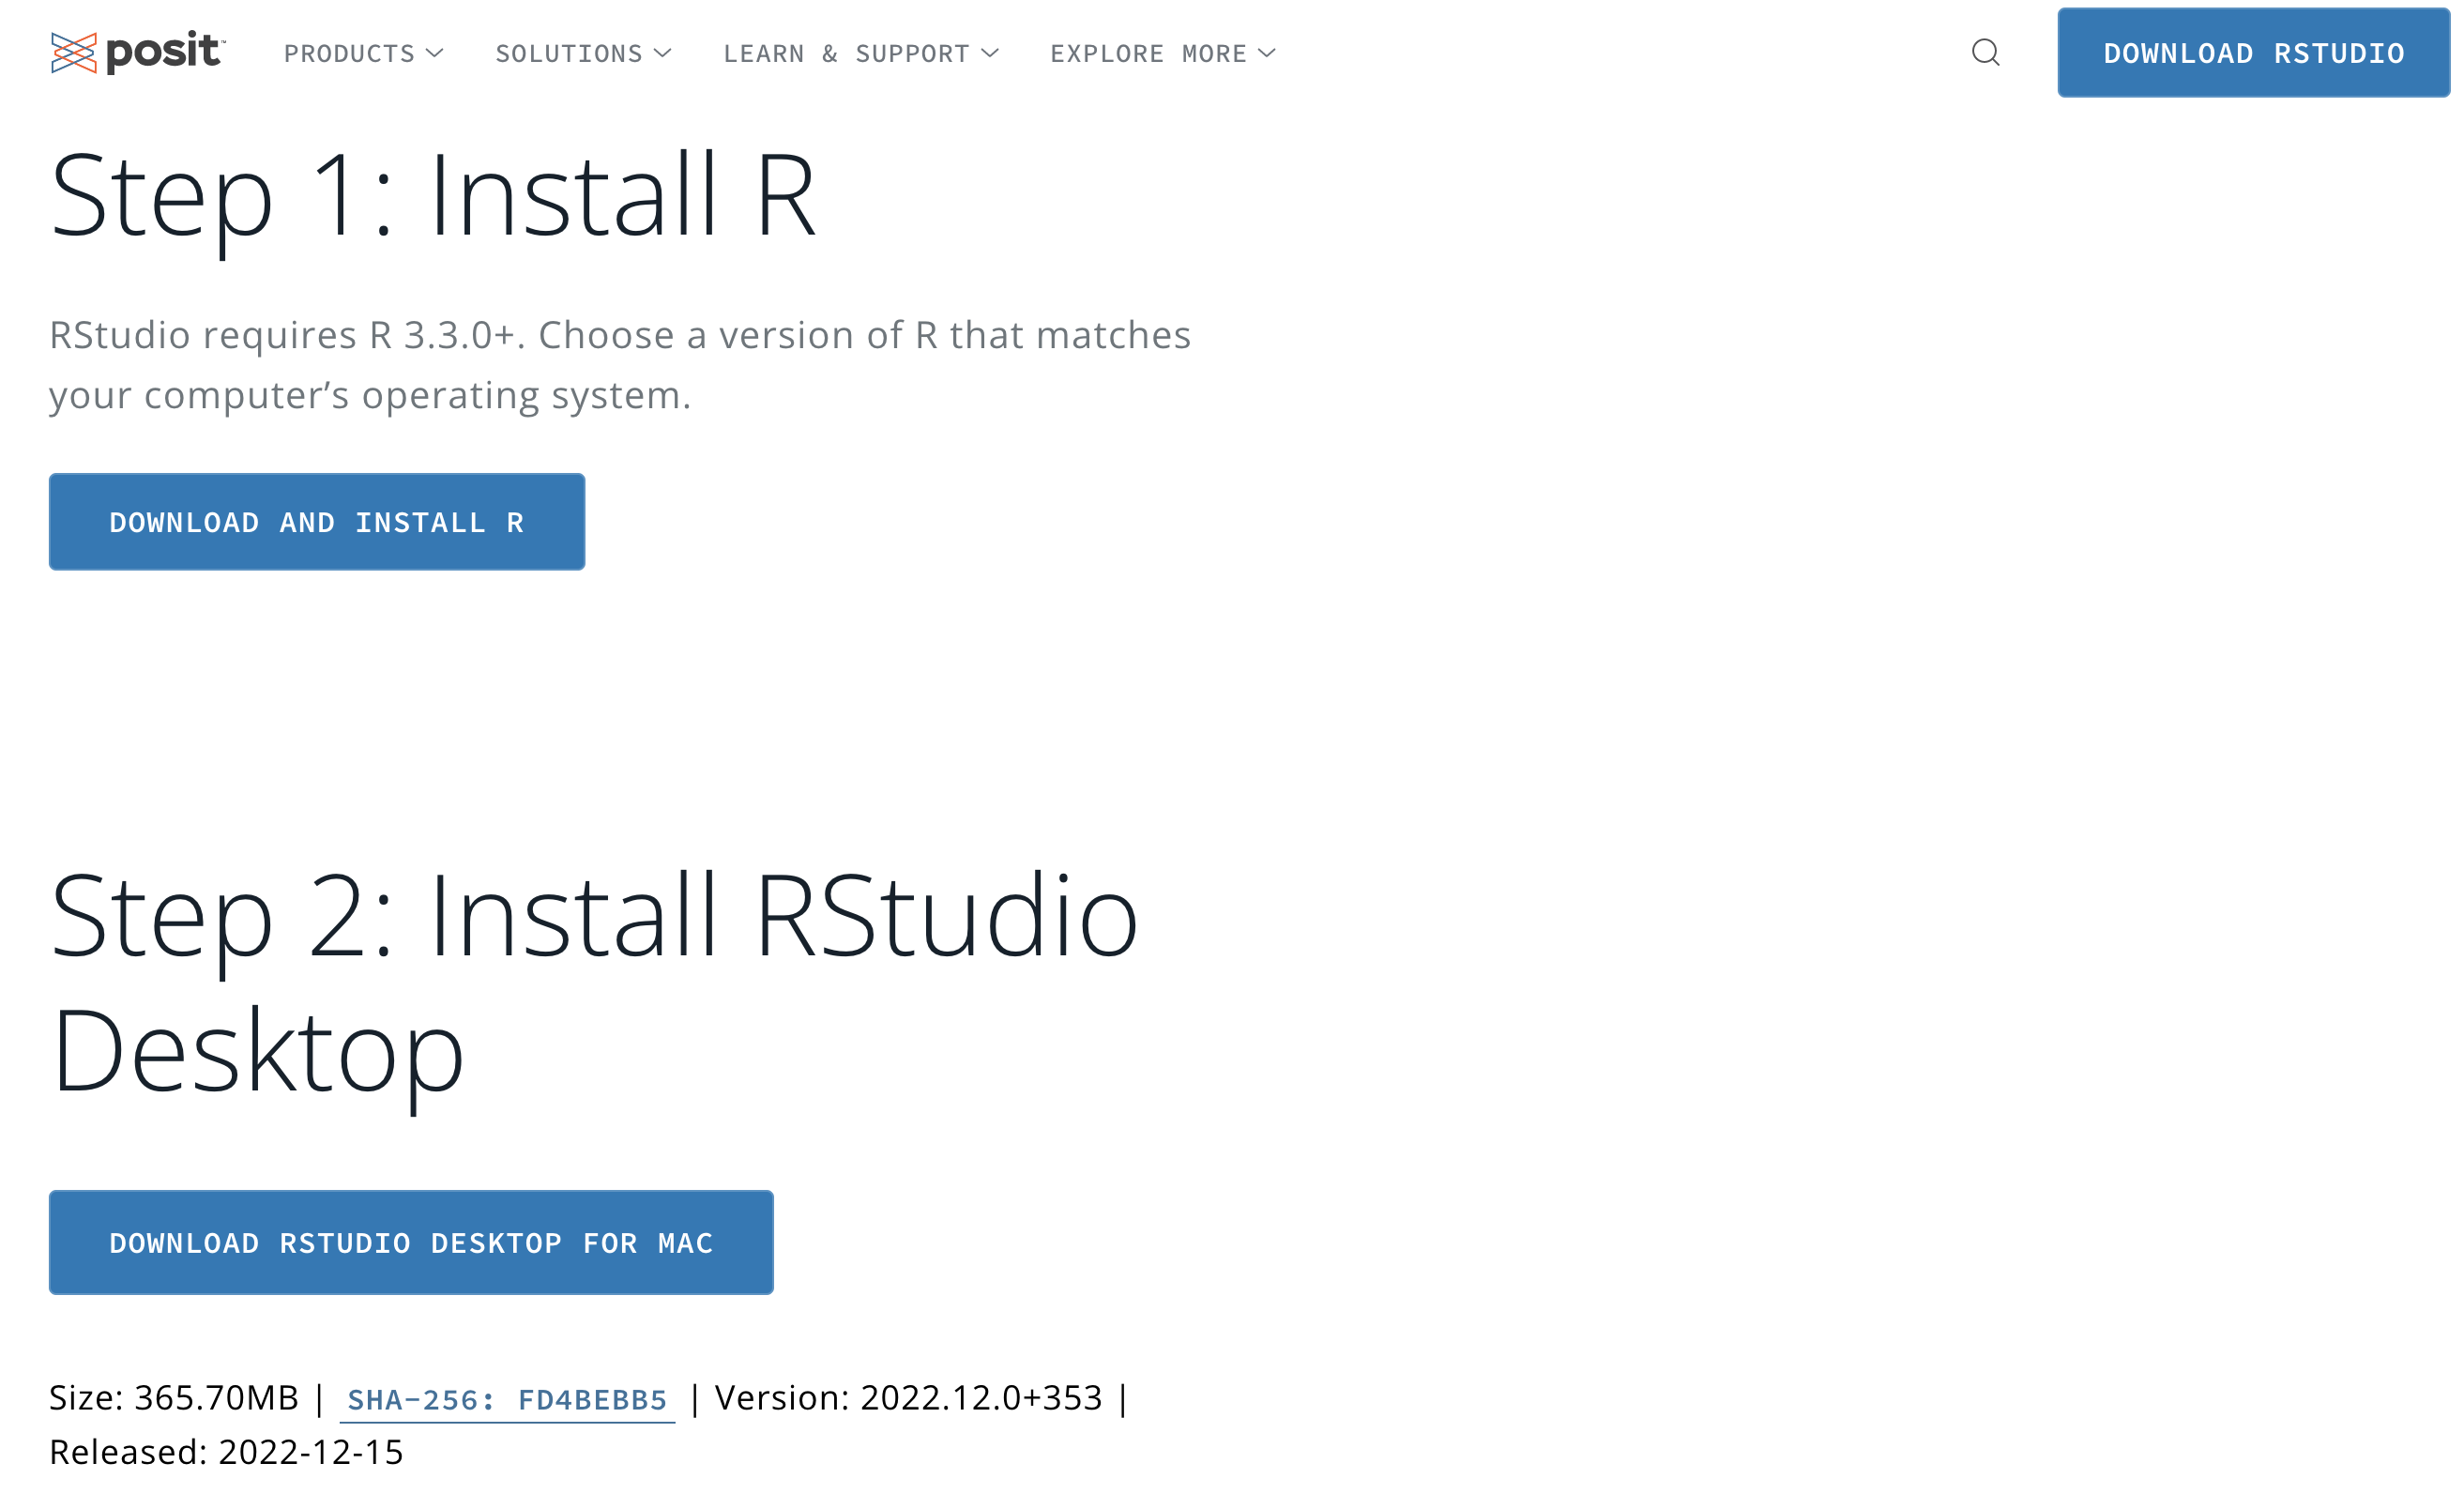 posit™ PRODUCTS SOLUTIONS LEARN & SUPPORT EXPLORE MORE DOWNLOAD RSTUDIO
Step 1: Install R
RStudio requires R 3.3.0+. Choose a version of R that matches
your computer’s operating system.
DOWNLOAD AND INSTALL R
Step 2: Install RStudio
Desktop
DOWNLOAD RSTUDIO DESKTOP FOR MAC
Size: 365.70MB | SHA-256: FD4BEBB5 | Version: 2022.12.0+353 |
Released: 2022-12-15